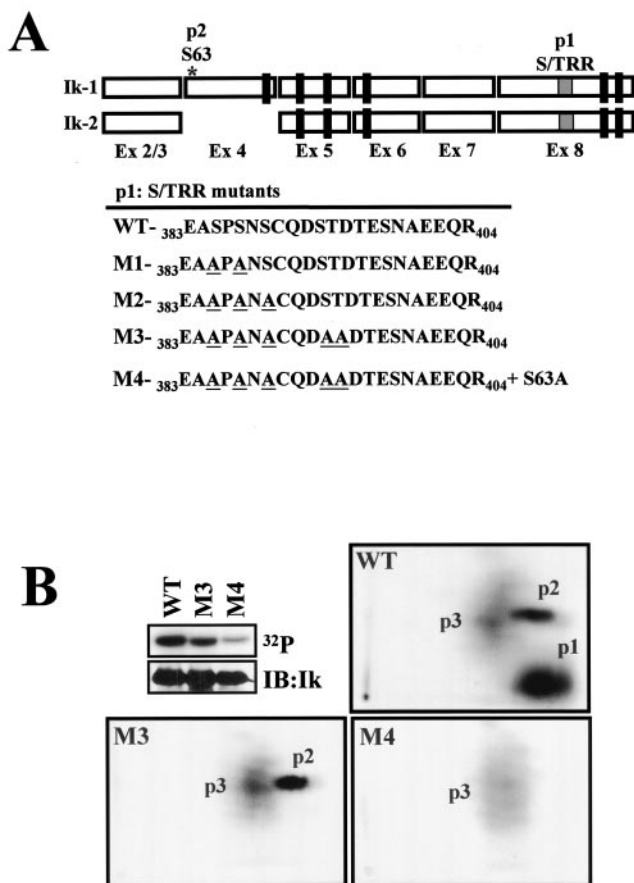 A
p2
S63
*
p1
S/TRR
Ik-1
Ik-2
Ex 2/3 Ex 4 Ex 5 Ex 6 Ex 7 Ex 8
p1: S/TRR mutants
WT- 383EASPSNSCQDSTDTESNAEEQR404
M1- 383EAAPANSCQDSTDTESNAEEQR404
M2- 383EAAPANACQDSTDTESNAEEQR404
M3- 383EAAPANACQDAADTESNAEEQR404
M4- 383EAAPANACQDAADTESNAEEQR404+ S63A
B
WT M3 M4
32P
IB:Ik
WT
p2
p3
p1
M3
p2
p3
M4
p3